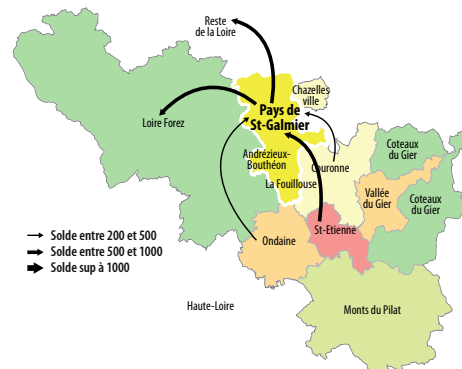 Reste
de la Loire
Chazelles
ville
Pays de
St-Galmier
Loire Forez
Andrézieux-
Bouthéon
Couronne
Coteaux
du Gier
La Fouillouse
Vallée
du Gier
Coteaux
du Gier
St-Etienne
Ondaine
Solde entre 200 et 500
Solde entre 500 et 1000
Solde sup à 1000
Haute-Loire
Monts du Pilat